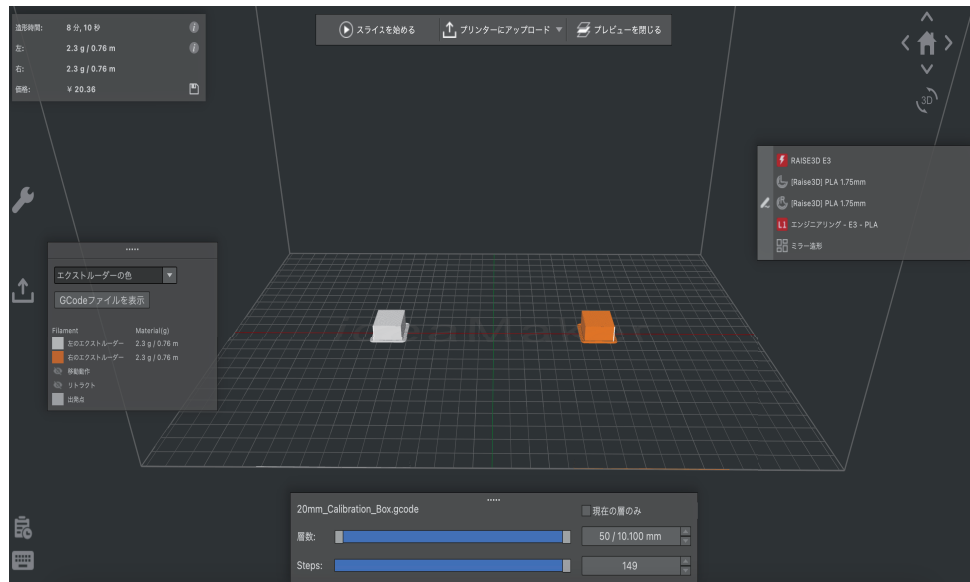 造形時間: 8 分, 10 秒
左: 2.3 g / 0.76 m
右: 2.3 g / 0.76 m
価格: ¥ 20.36
スライスを始める プリンターにアップロード プレビューを閉じる
3D
RAISE3D E3
[Raise3D] PLA 1.75mm
[Raise3D] PLA 1.75mm
L1 エンジニアリング - E3 - PLA
ミラー造形
エクストルーダーの色
GCodeファイルを表示
Filament Material(g)
左のエクストルーダー 2.3 g / 0.76 m
右のエクストルーダー 2.3 g / 0.76 m
移動動作
リトラクト
出発点
ideaMaker
20mm_Calibration_Box.gcode 現在の層のみ
層数: 50 / 10.100 mm
Steps: 149